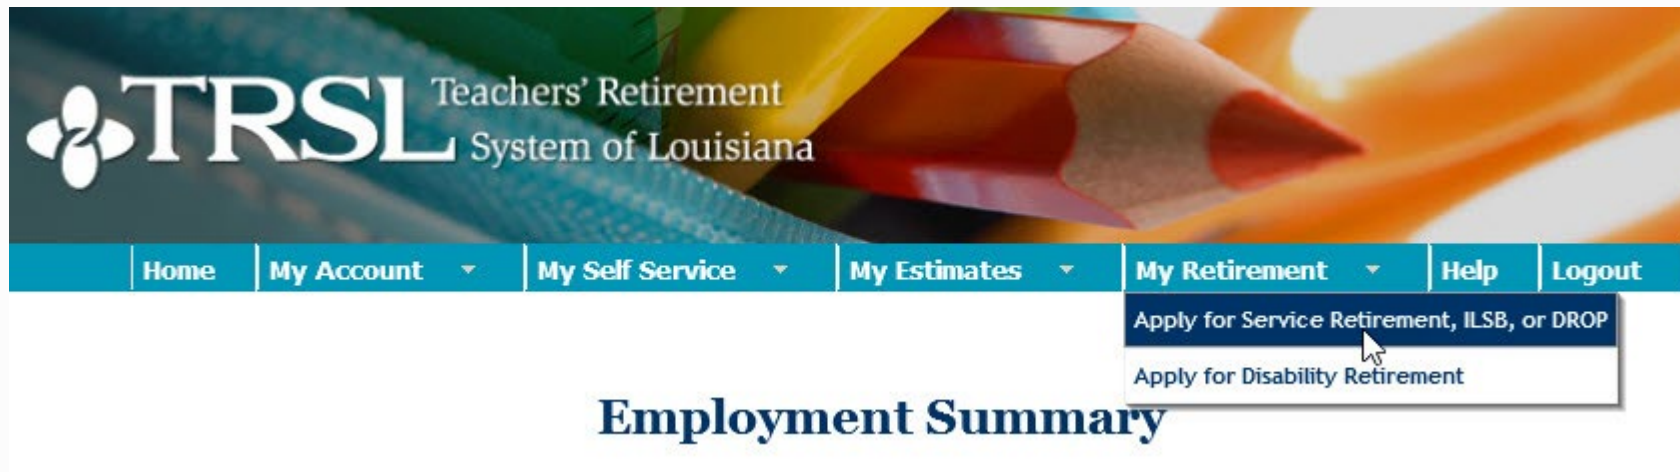 TRSL Teachers' Retirement
System of Louisiana
Home My Account My Self Service My Estimates My Retirement Help Logout
Apply for Service Retirement, ILSB, or DROP
Apply for Disability Retirement
Employment Summary